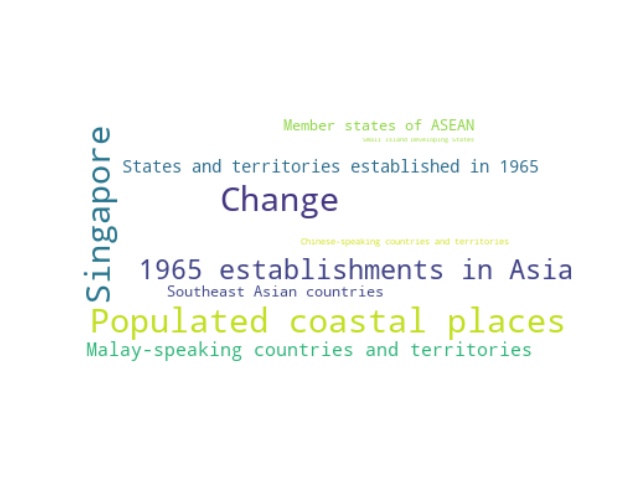 Member states of ASEAN
Small island developing states
States and territories established in 1965
Singapore
Change
Chinese-speaking countries and territories
1965 establishments in Asia
Southeast Asian countries
Populated coastal places
Malay-speaking countries and territories